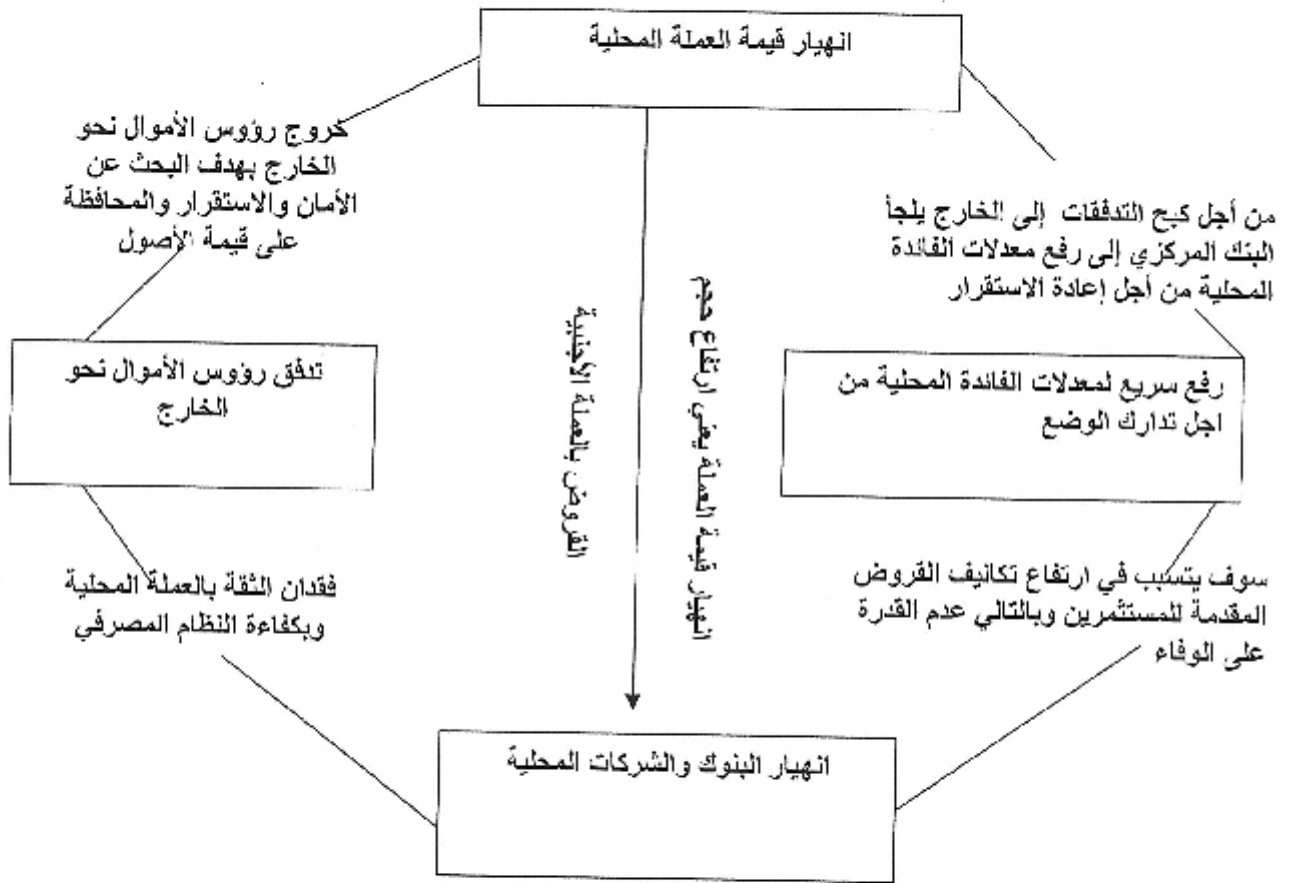 انهيار قيمة العملة المحلية
خروج رؤوس الأموال نحو
الخارج بهدف البحث عن
الأمان والاستقرار والمحافظة
على قيمة الأصول
من أجل كبح التدفقات إلى الخارج يلجأ
البنك المركزي إلى رفع معدلات الفائدة
المحلية من أجل إعادة الاستقرار
انهيار قيمة العملة يعني ارتفاع حجم
القروض بالعملة الأجنبية
رفع سريع لمعدلات الفائدة المحلية من
اجل تدارك الوضع
تدفق رؤوس الأموال نحو
الخارج
سوف يتسبب في ارتفاع تكاليف القروض
المقدمة للمستثمرين وبالتالي عدم القدرة
على الوفاء
فقدان الثقة بالعملة المحلية
وبكفاءة النظام المصرفي
انهيار البنوك والشركات المحلية